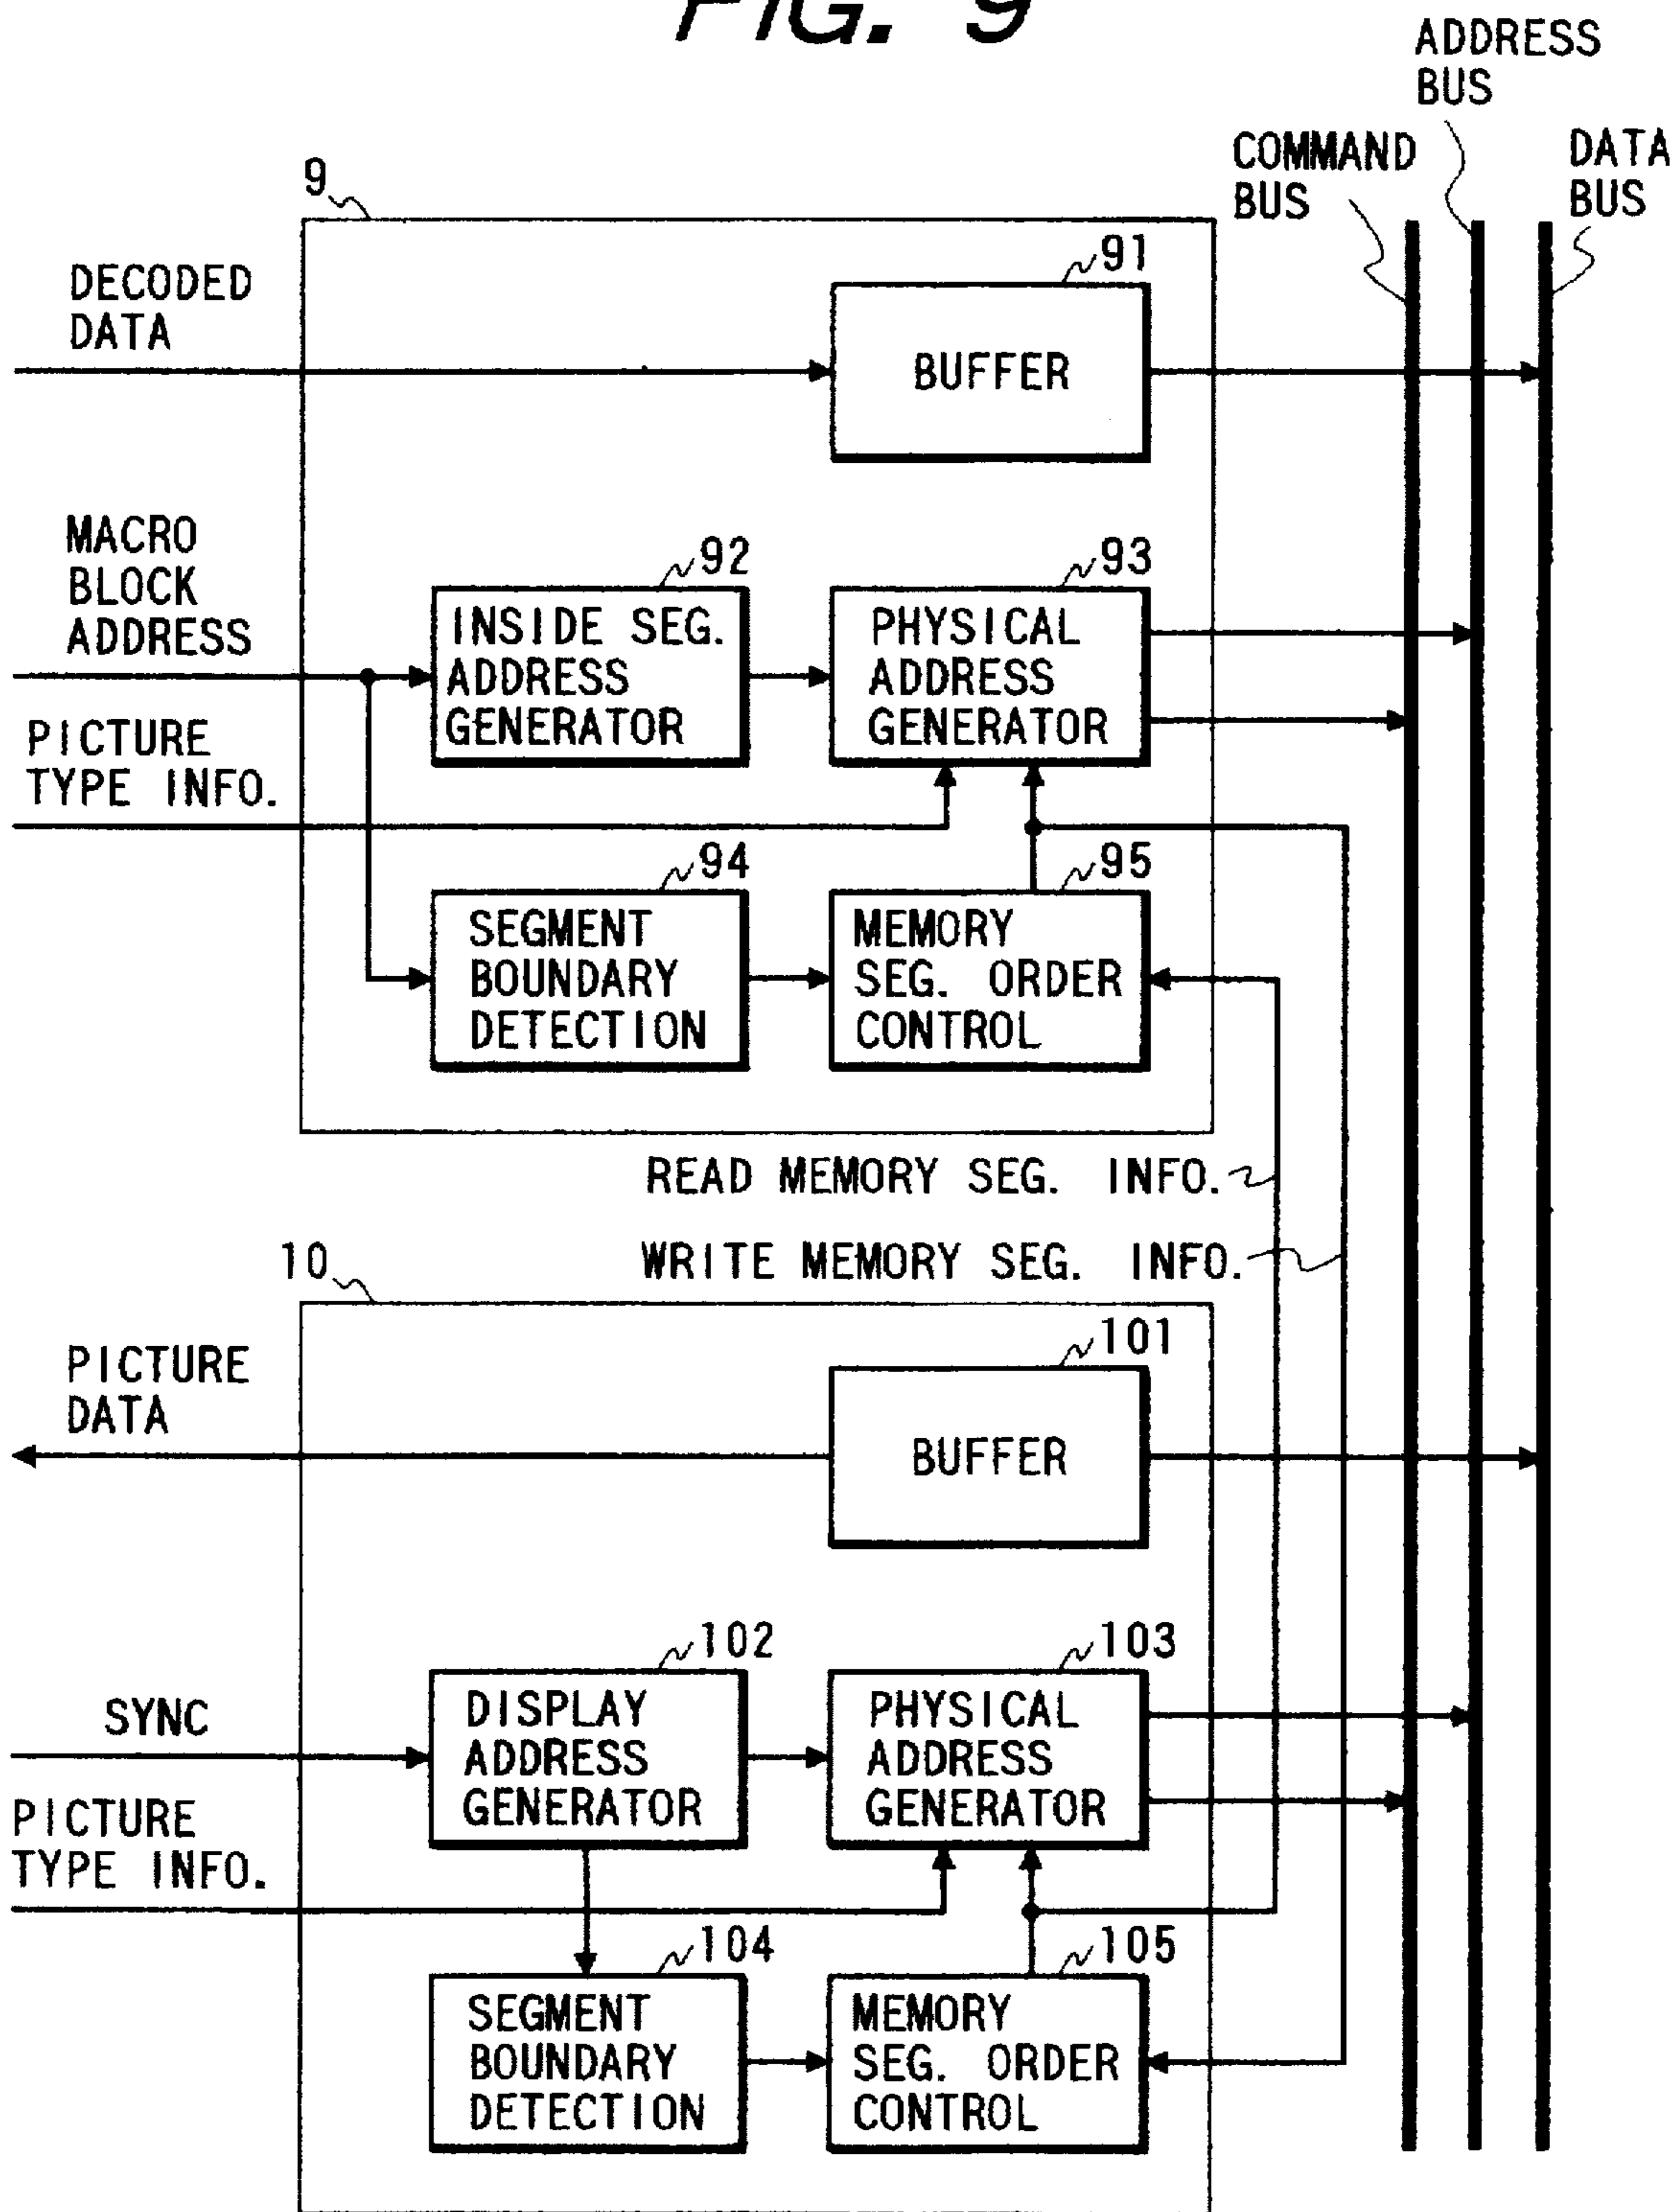 FIG. 9
ADDRESS
BUS
COMMAND
BUS
DATA
BUS
9
DECODED
DATA
91
BUFFER
MACRO
BLOCK
ADDRESS
92
INSIDE SEG.
ADDRESS
GENERATOR
93
PHYSICAL
ADDRESS
GENERATOR
PICTURE
TYPE INFO.
94
SEGMENT
BOUNDARY
DETECTION
95
MEMORY
SEG. ORDER
CONTROL
READ MEMORY SEG. INFO.
WRITE MEMORY SEG. INFO.
10
PICTURE
DATA
101
BUFFER
SYNC
102
DISPLAY
ADDRESS
GENERATOR
103
PHYSICAL
ADDRESS
GENERATOR
PICTURE
TYPE INFO.
104
SEGMENT
BOUNDARY
DETECTION
105
MEMORY
SEG. ORDER
CONTROL